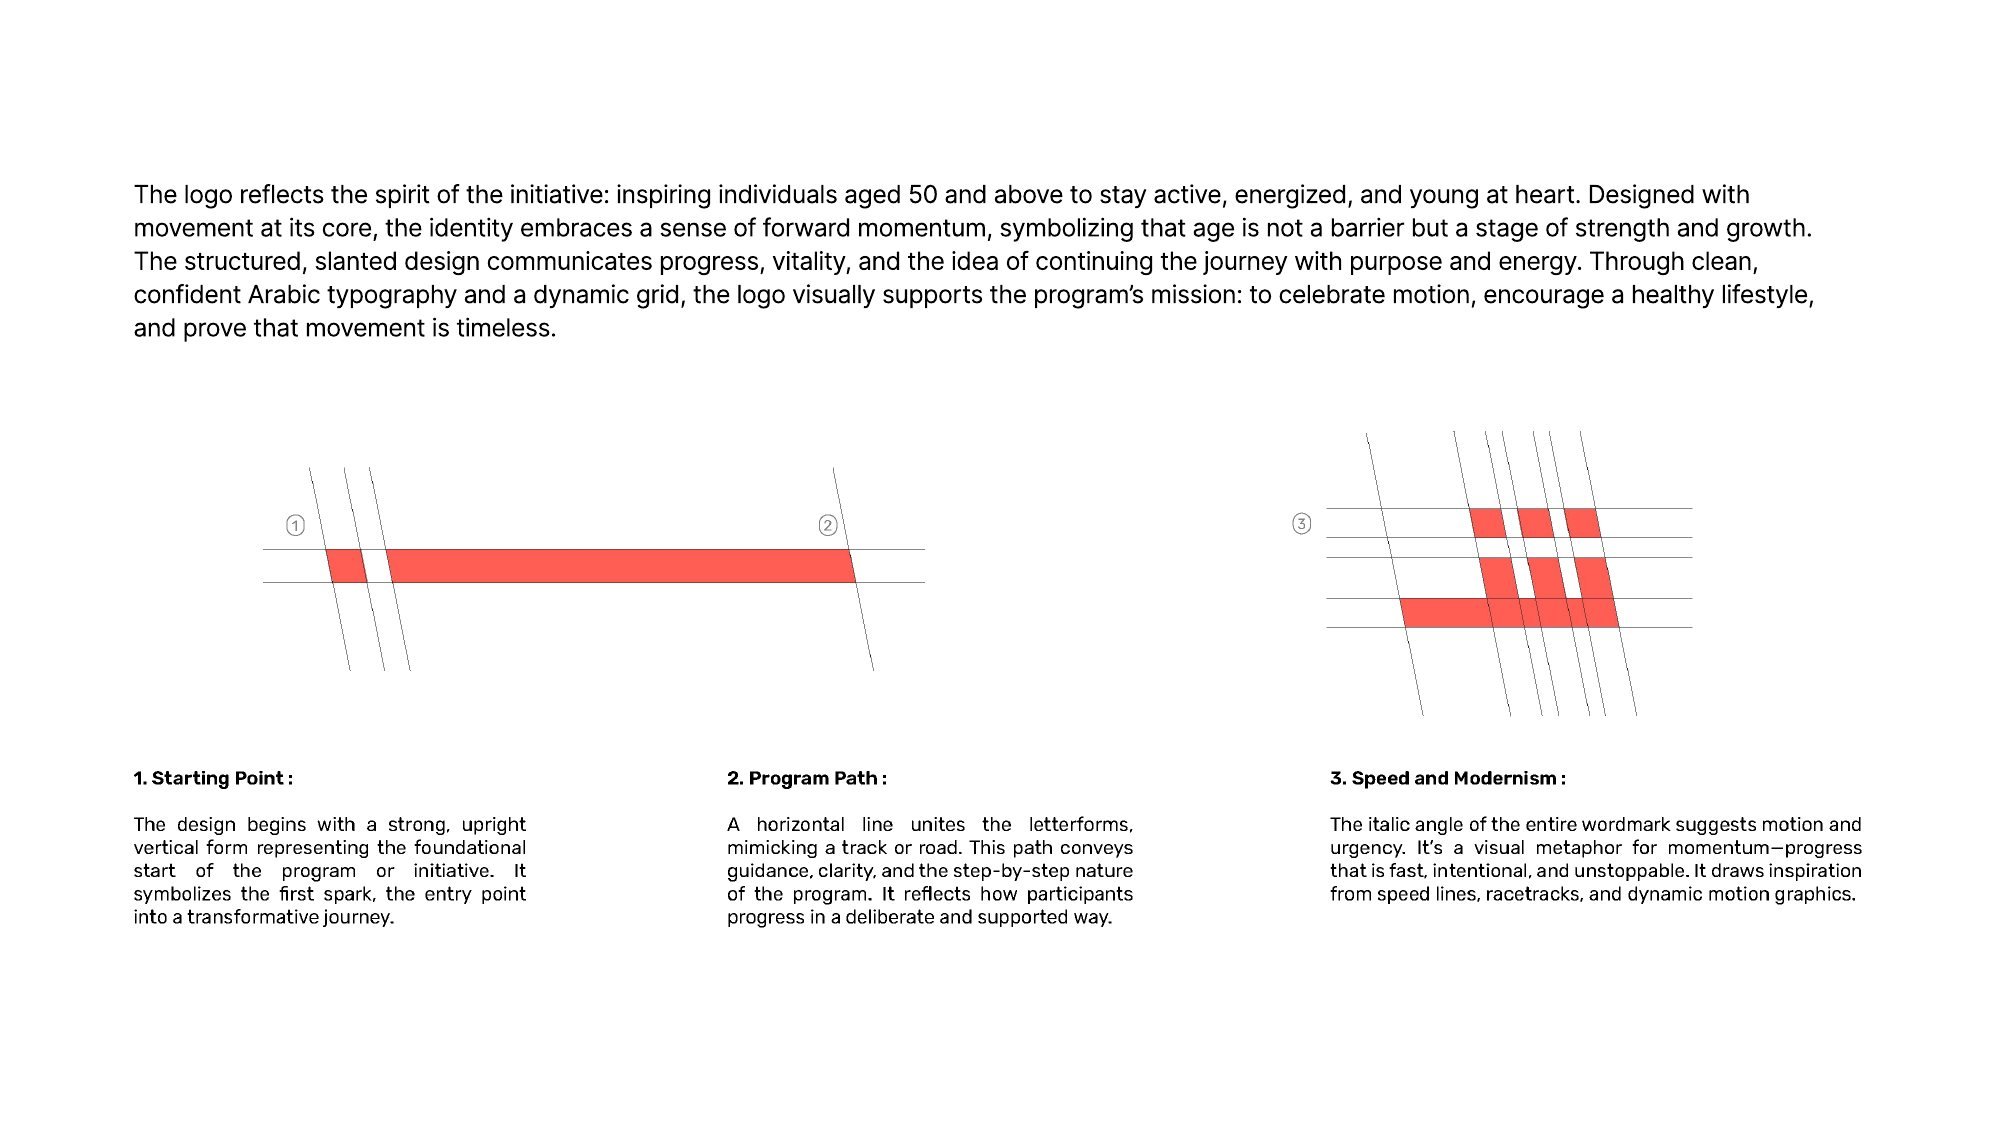 The logo reflects the spirit of the initiative: inspiring individuals aged 50 and above to stay active, energized, and young at heart. Designed with
movement at its core, the identity embraces a sense of forward momentum, symbolizing that age is not a barrier but a stage of strength and growth.
The structured, slanted design communicates progress, vitality, and the idea of continuing the journey with purpose and energy. Through clean,
confident Arabic typography and a dynamic grid, the logo visually supports the program's mission: to celebrate motion, encourage a healthy lifestyle,
and prove that movement is timeless.
1
2
3
1. Starting Point :
The design begins with a strong, upright
vertical form representing the foundational
start of the program or initiative. It
symbolizes the first spark, the entry point
into a transformative journey.
2. Program Path :
A horizontal line unites the letterforms,
mimicking a track or road. This path conveys
guidance, clarity, and the step-by-step nature
of the program. It reflects how participants
progress in a deliberate and supported way.
3. Speed and Modernism :
The italic angle of the entire wordmark suggests motion and
urgency. It's a visual metaphor for momentum—progress
that is fast, intentional, and unstoppable. It draws inspiration
from speed lines, racetracks, and dynamic motion graphics.